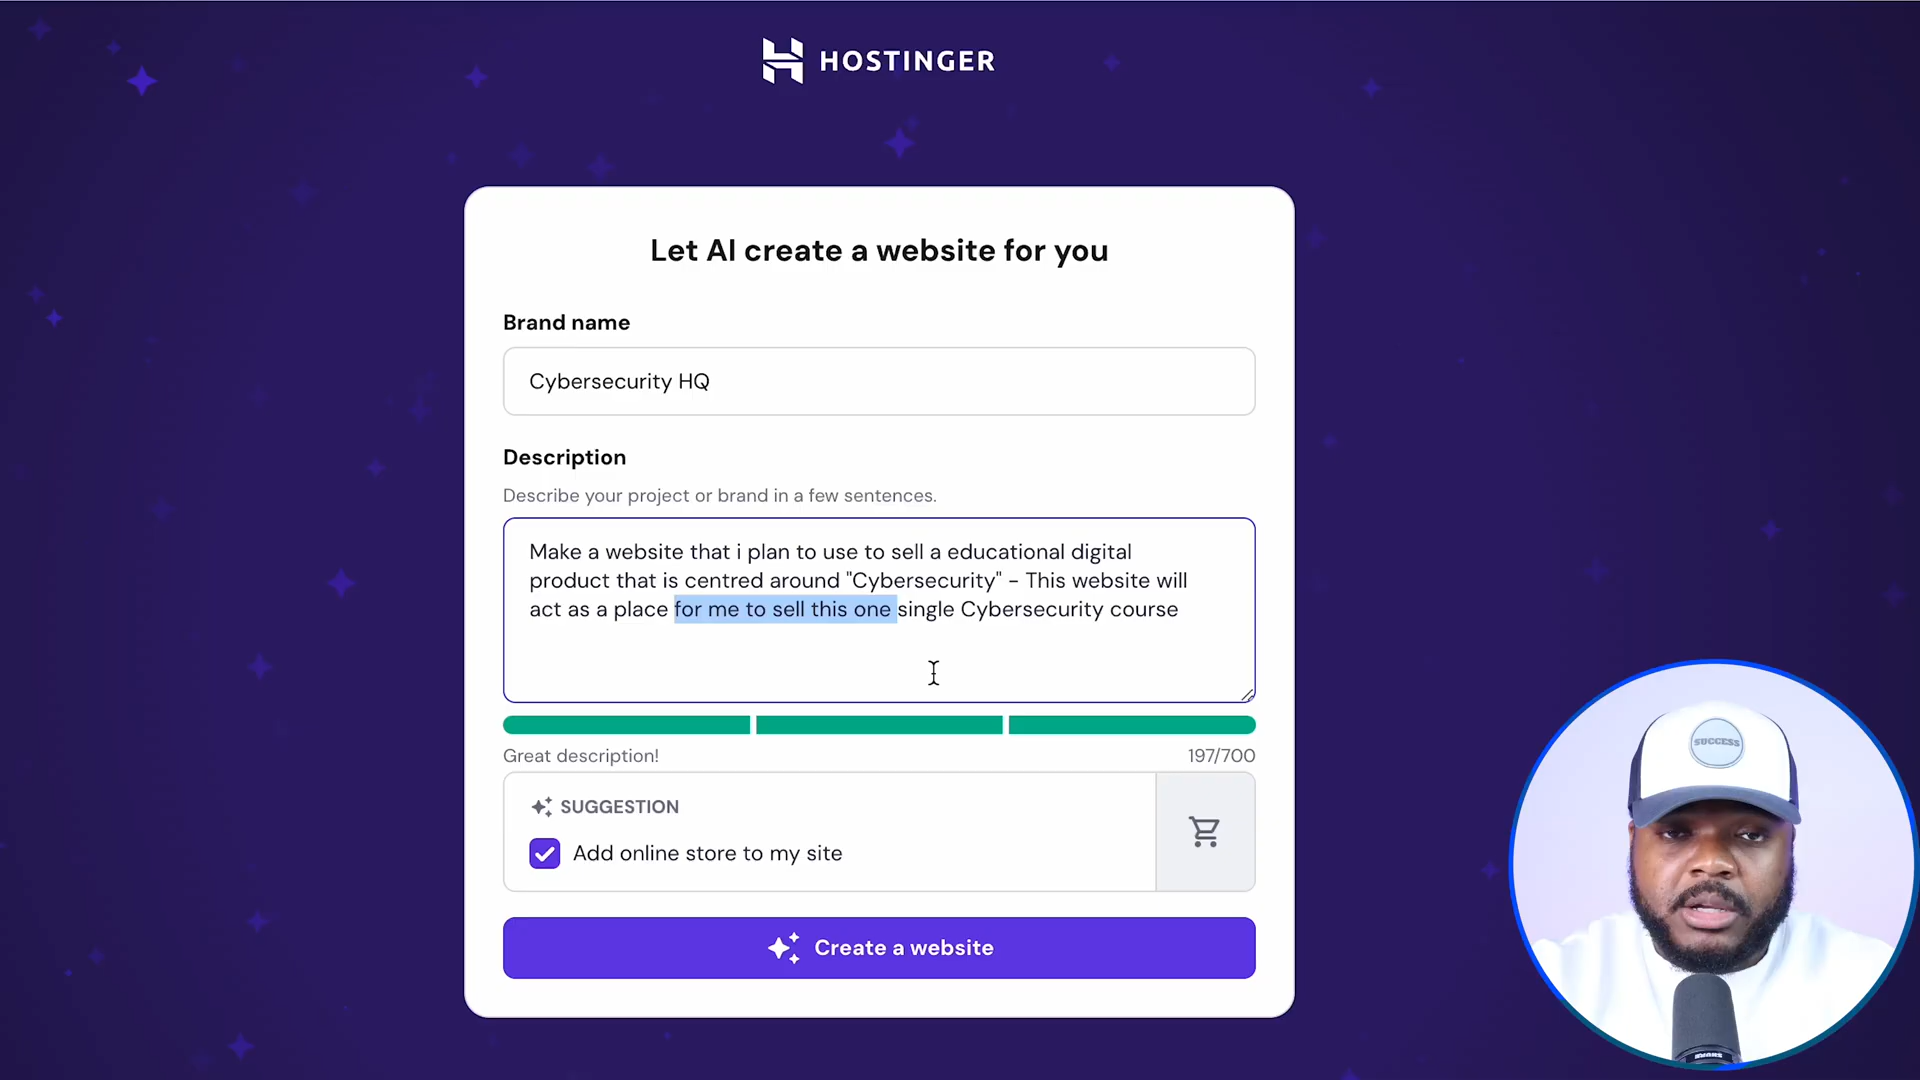 HOSTINGER
Let AI create a website for you
Brand name
Cybersecurity HQ
Description
Describe your project or brand in a few sentences.
Make a website that i plan to use to sell a educational digital
product that is centred around "Cybersecurity" - This website will
act as a place for me to sell this one single Cybersecurity course
Great description!
197/700
SUGGESTION
Add online store to my site
Create a website
SUCCESS